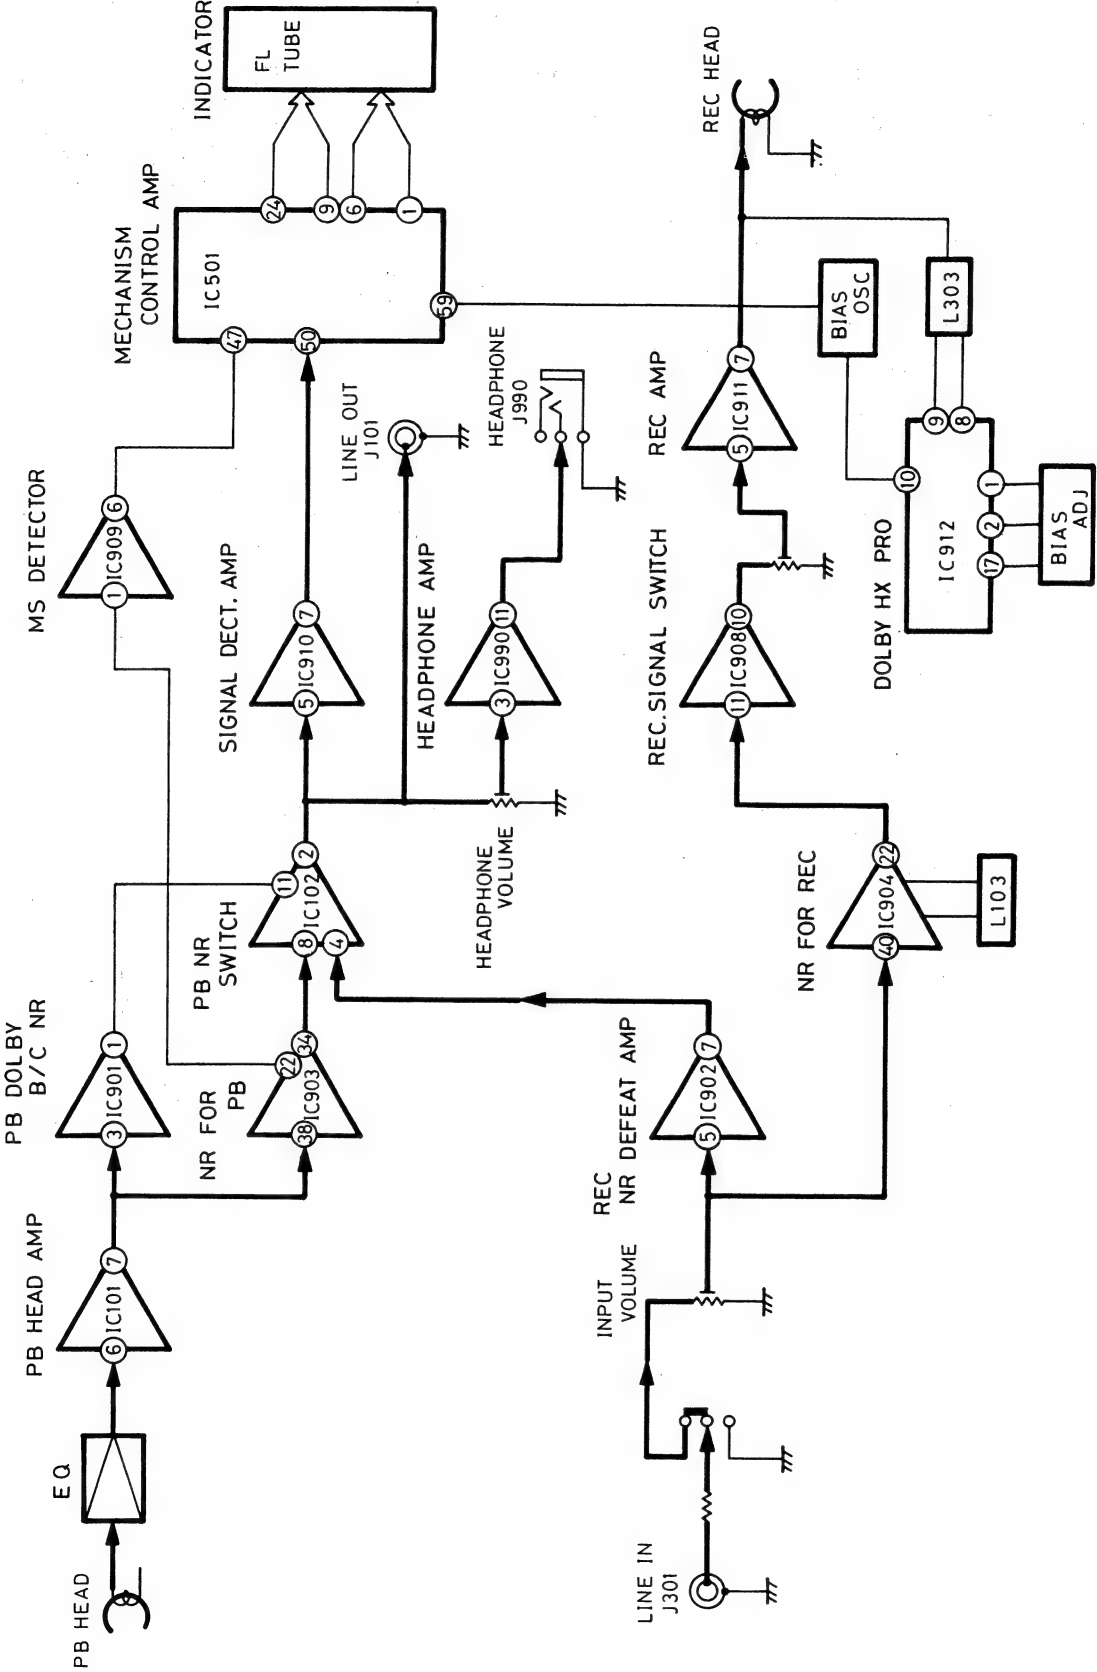 PB HEAD
EQ
PB HEAD AMP
6
IC101
7
PB DOLBY
B/C NR
3
IC901
1
NR FOR
PB
38
IC903
22
34
PB NR
SWITCH
8
4
IC102
11
2
MS DETECTOR
1
IC909
6
SIGNAL DECT. AMP
5
IC910
7
MECHANISM
CONTROL AMP
IC501
47
50
59
24
9
6
1
INDICATOR
FL
TUBE
LINE OUT
J101
HEADPHONE AMP
3
IC990
11
HEADPHONE
VOLUME
HEADPHONE
J990
LINE IN
J301
INPUT
VOLUME
REC
NR DEFEAT AMP
5
IC902
7
NR FOR REC
40
IC904
22
L103
REC.SIGNAL SWITCH
11
IC908
10
REC AMP
5
IC911
7
REC HEAD
BIAS
OSC
L303
DOLBY HX PRO
IC912
10
9
8
17
2
1
BIAS
ADJ